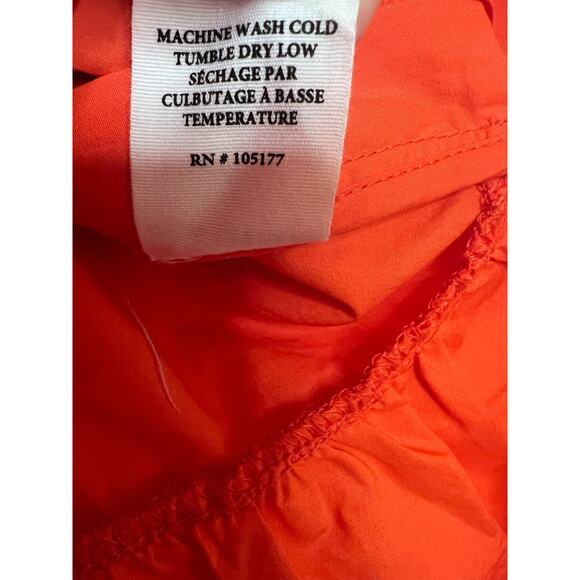 MACHINE WASH COLD
TUMBLE DRY LOW
SÉCHAGE PAR
CULBUTAGE À BASSE
TEMPERATURE
RN # 105177